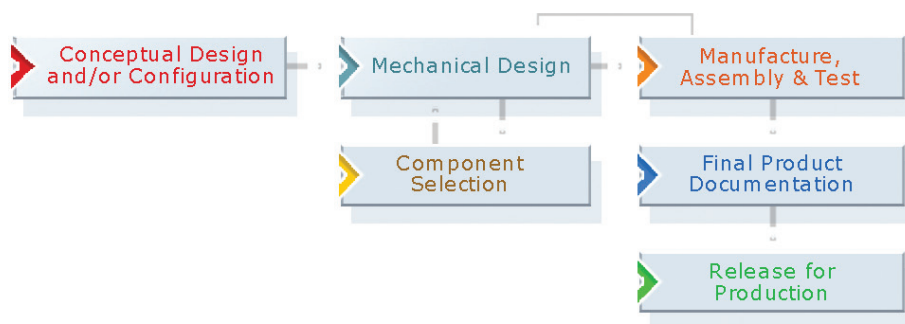 Conceptual Design
and/or Configuration
Mechanical Design
Manufacture,
Assembly & Test
Component
Selection
Final Product
Documentation
Release for
Production